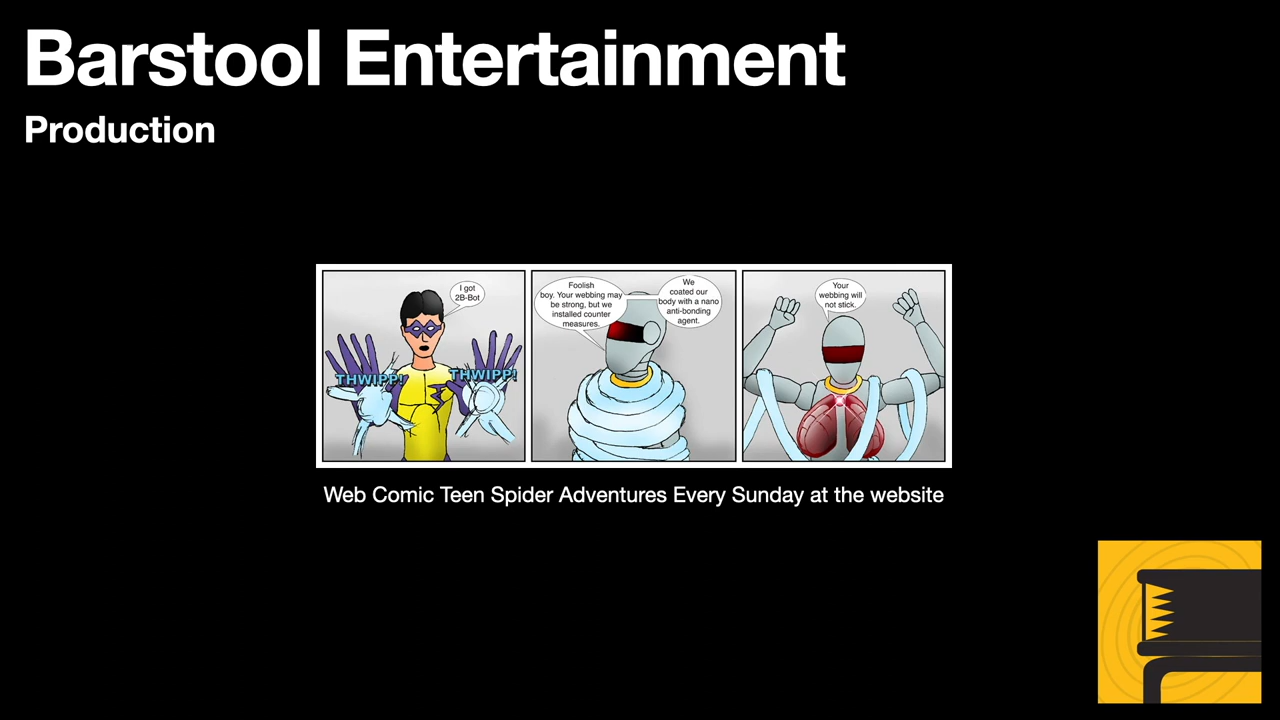 Barstool Entertainment
Production
I got
2B-Bot
THWIPP!
THWIPP!
Foolish
boy. Your webbing may
be strong, but we
installed counter
measures.
We
coated our
body with a nano
anti-bonding
agent.
Your
webbing will
not stick.
Web Comic Teen Spider Adventures Every Sunday at the website